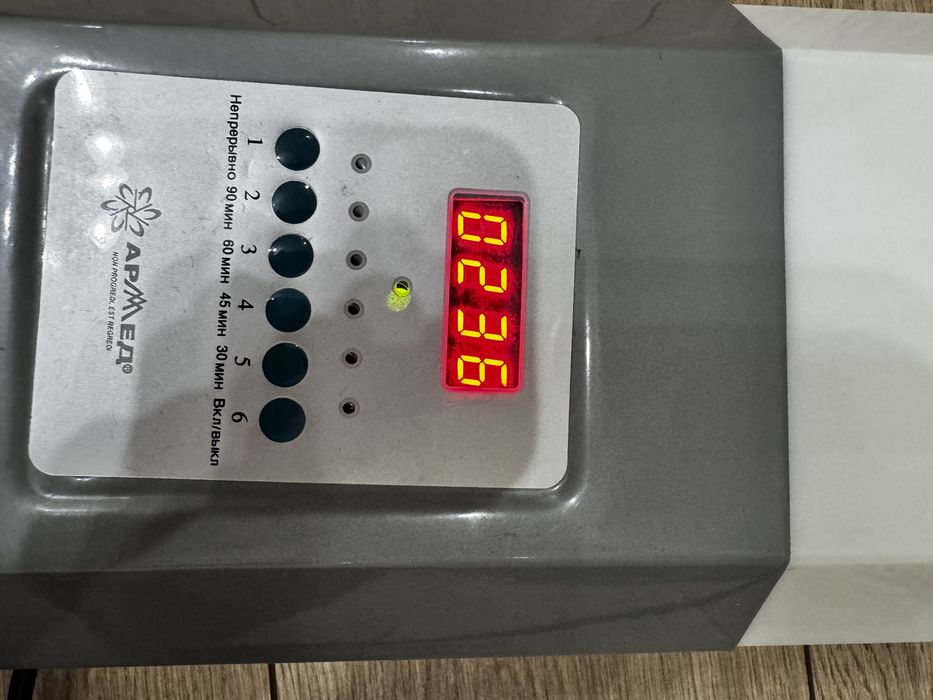 0236
1 2 3 4 5 6
Непрерывно 90 мин 60 мин 45 мин 30 мин Вкл/выкл
АРМЕД®
NON PROGREDI, EST REGREDI